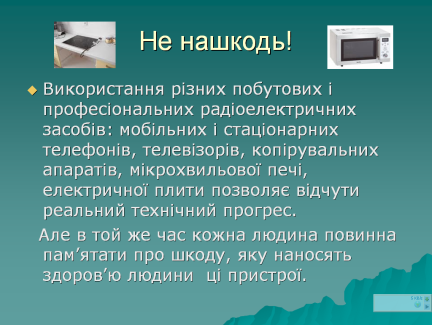 Не нашкодь!
Використання різних побутових і
професіональних радіоелектричних
засобів: мобільних і стаціонарних
телефонів, телевізорів, копірувальних
апаратів, мікрохвильової печі,
електричної плити позволяє відчути
реальний технічний прогрес.
Але в той же час кожна людина повинна
пам’ятати про шкоду, яку наносять
здоров’ю людини ці пристрої.